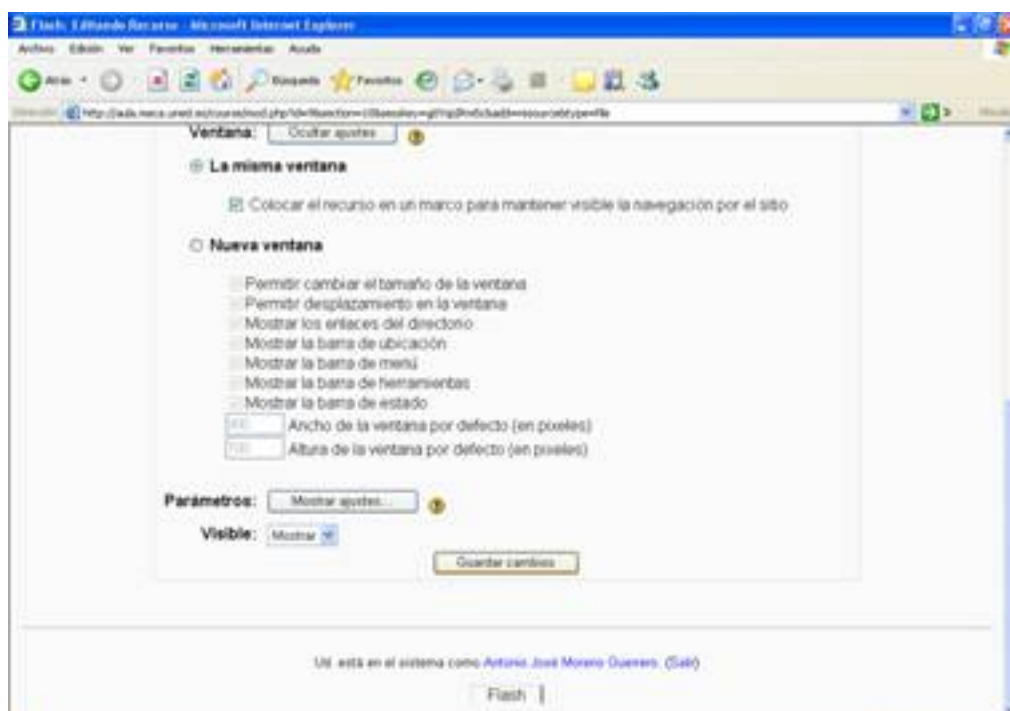 Flash: Editando Recurso - Microsoft Internet Explorer
Archivo Edición Ver Favoritos Herramientas Ayuda
Atrás Búsqueda Favoritos
Ventana: Ocultar ajustes
La misma ventana
Colocar el recurso en un marco para mantener visible la navegación por el sitio
Nueva ventana
Permitir cambiar el tamaño de la ventana
Permitir desplazamiento en la ventana
Mostrar los enlaces del directorio
Mostrar la barra de ubicación
Mostrar la barra de menú
Mostrar la barra de herramientas
Mostrar la barra de estado
Ancho de la ventana por defecto (en pixeles)
Altura de la ventana por defecto (en pixeles)
Parámetros: Mostrar ajustes...
Visible: Mostrar
Guardar cambios
Ud. está en el sistema como Antonio José Moreno Guerrero. (Salir)
Flash